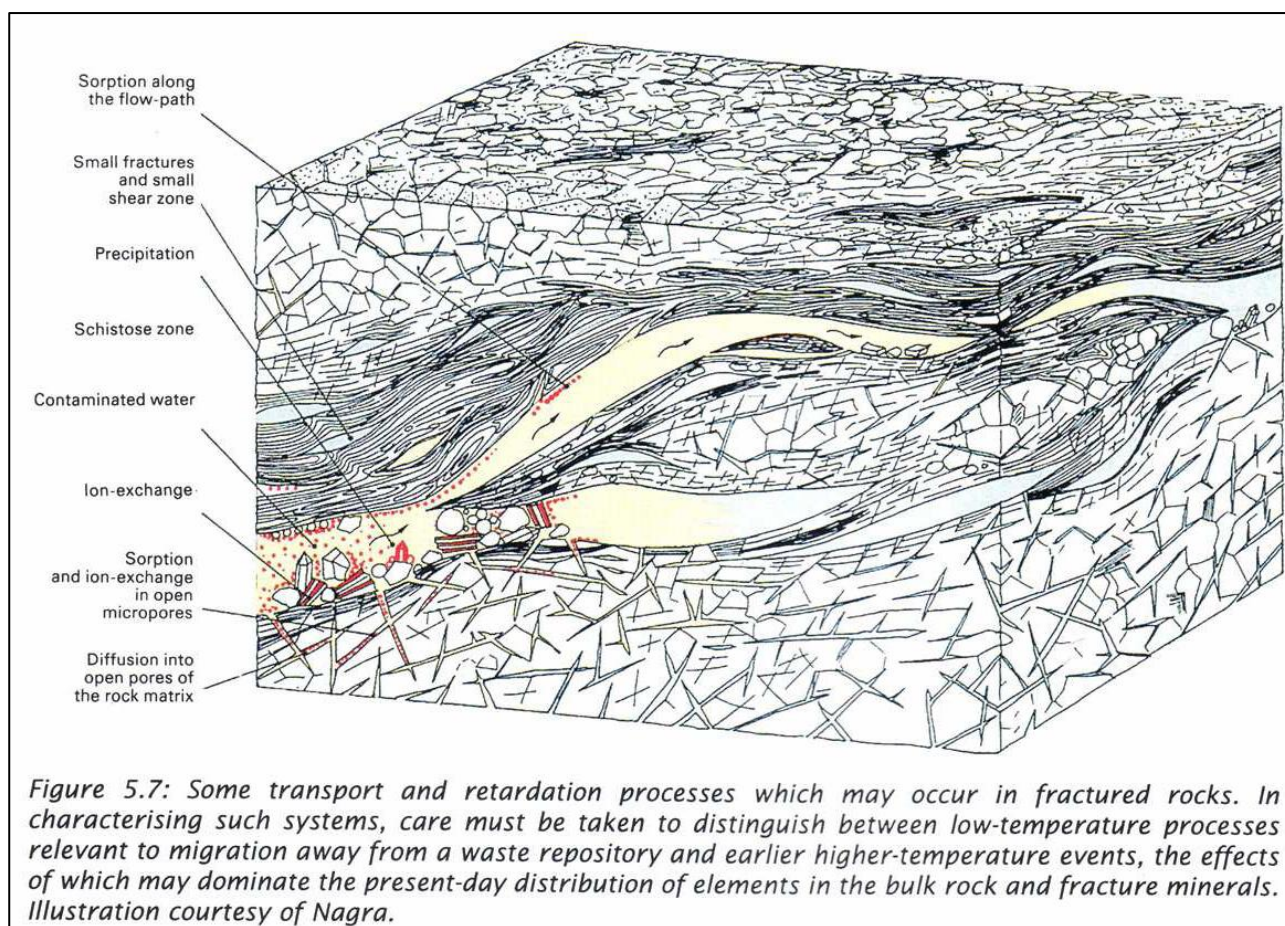 Sorption along
the flow-path
Small fractures
and small
shear zone
Precipitation
Schistose zone
Contaminated water
Ion-exchange
Sorption
and ion-exchange
in open
micropores
Diffusion into
open pores of
the rock matrix
Figure 5.7: Some transport and retardation processes which may occur in fractured rocks. In
characterising such systems, care must be taken to distinguish between low-temperature processes
relevant to migration away from a waste repository and earlier higher-temperature events, the effects
of which may dominate the present-day distribution of elements in the bulk rock and fracture minerals.
Illustration courtesy of Nagra.